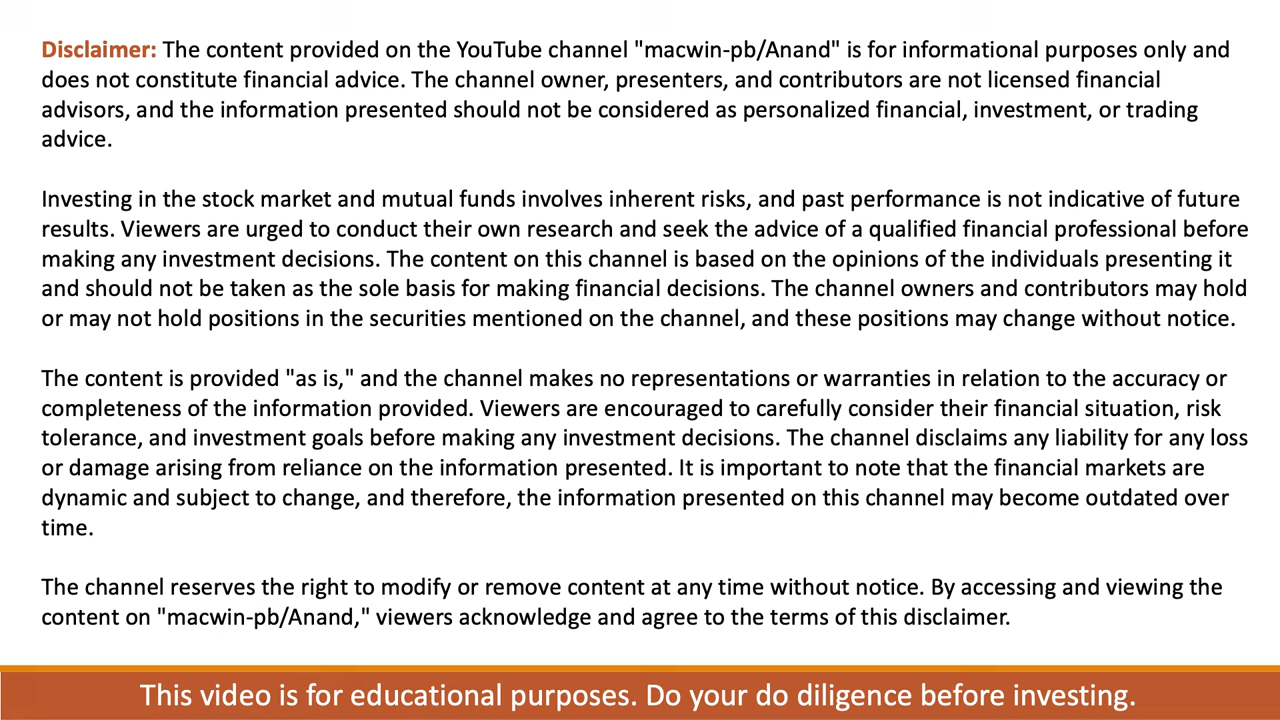 Disclaimer: The content provided on the YouTube channel "macwin-pb/Anand" is for informational purposes only and
does not constitute financial advice. The channel owner, presenters, and contributors are not licensed financial
advisors, and the information presented should not be considered as personalized financial, investment, or trading
advice.
Investing in the stock market and mutual funds involves inherent risks, and past performance is not indicative of future
results. Viewers are urged to conduct their own research and seek the advice of a qualified financial professional before
making any investment decisions. The content on this channel is based on the opinions of the individuals presenting it
and should not be taken as the sole basis for making financial decisions. The channel owners and contributors may hold
or may not hold positions in the securities mentioned on the channel, and these positions may change without notice.
The content is provided "as is," and the channel makes no representations or warranties in relation to the accuracy or
completeness of the information provided. Viewers are encouraged to carefully consider their financial situation, risk
tolerance, and investment goals before making any investment decisions. The channel disclaims any liability for any loss
or damage arising from reliance on the information presented. It is important to note that the financial markets are
dynamic and subject to change, and therefore, the information presented on this channel may become outdated over
time.
The channel reserves the right to modify or remove content at any time without notice. By accessing and viewing the
content on "macwin-pb/Anand," viewers acknowledge and agree to the terms of this disclaimer.
This video is for educational purposes. Do your do diligence before investing.